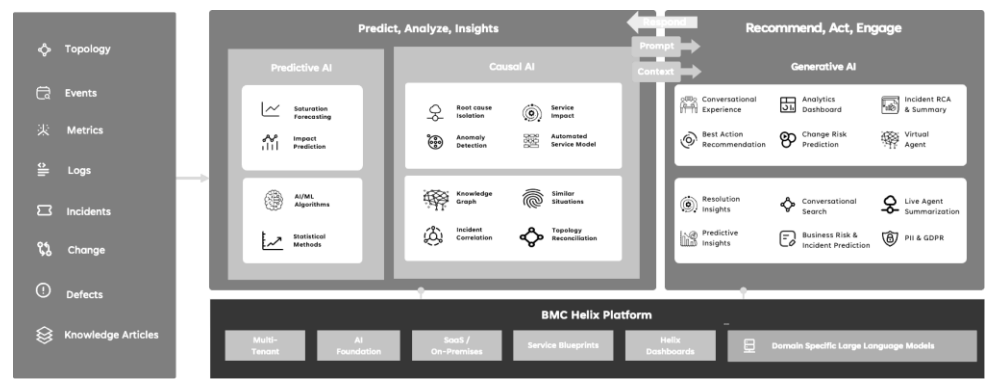 Topology
Events
Metrics
Logs
Incidents
Change
Defects
Knowledge Articles
Predict, Analyze, Insights
Predictive AI
Saturation
Forecasting
Impact
Prediction
AI/ML
Algorithms
Statistical
Methods
Causal AI
Root cause
Isolation
Service
Impact
Anomaly
Detection
Automated
Service Model
Knowledge
Graph
Similar
Situations
Incident
Correlation
Topology
Reconciliation
Respond
Prompt
Context
Recommend, Act, Engage
Generative AI
Conversational
Experience
Analytics
Dashboard
Incident RCA
& Summary
Best Action
Recommendation
Change Risk
Prediction
Virtual
Agent
Resolution
Insights
Conversational
Search
Live Agent
Summarization
Predictive
Insights
Business Risk &
Incident Prediction
PII & GDPR
BMC Helix Platform
Multi-
Tenant
AI
Foundation
SaaS /
On-Premises
Service Blueprints
Helix
Dashboards
Domain Specific Large Language Models